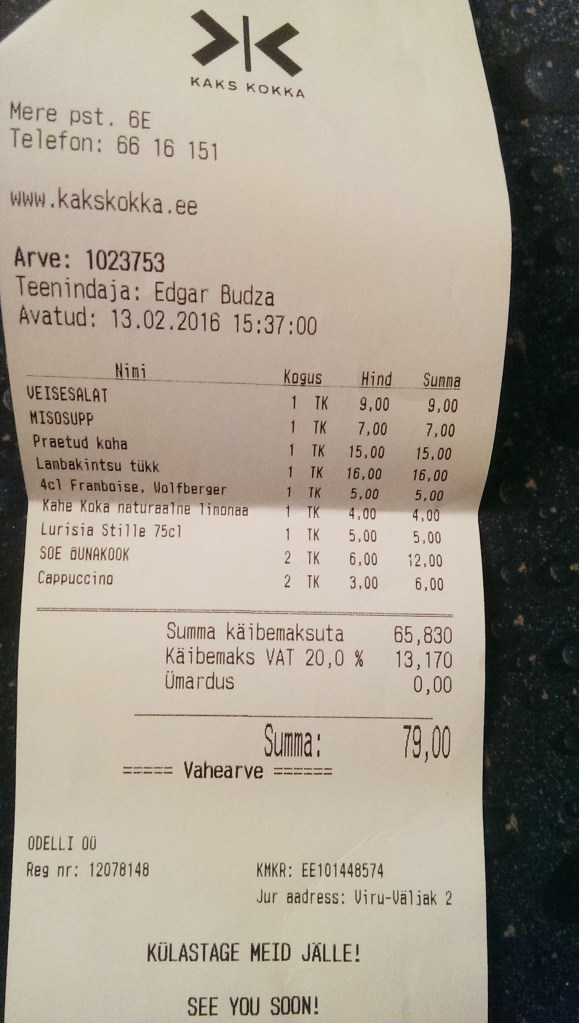 KAKS KOKKA
Mere pst. 6E
Telefon: 66 16 151
www.kakskokka.ee
Arve: 1023753
Teenindaja: Edgar Budza
Avatud: 13.02.2016 15:37:00
Nimi Kogus Hind Summa
VEISESALAT 1 TK 9,00 9,00
MISOSUPP 1 TK 7,00 7,00
Praetud koha 1 TK 15,00 15,00
Lambakintsu tükk 1 TK 16,00 16,00
4cl Framboise, Wolfberger 1 TK 5,00 5,00
Kahe Koka naturaalne limonaa 1 TK 4,00 4,00
Lurisia Stille 75cl 1 TK 5,00 5,00
SOE ÕUNAKOOK 2 TK 6,00 12,00
Cappuccino 2 TK 3,00 6,00
Summa käibemaksuta 65,830
Käibemaks VAT 20,0 % 13,170
Ümardus 0,00
Summa: 79,00
===== Vahearve ======
ODELLI OÜ
Reg nr: 12078148 KMKR: EE101448574
Jur aadress: Viru-Väljak 2
KÜLASTAGE MEID JÄLLE!
SEE YOU SOON!